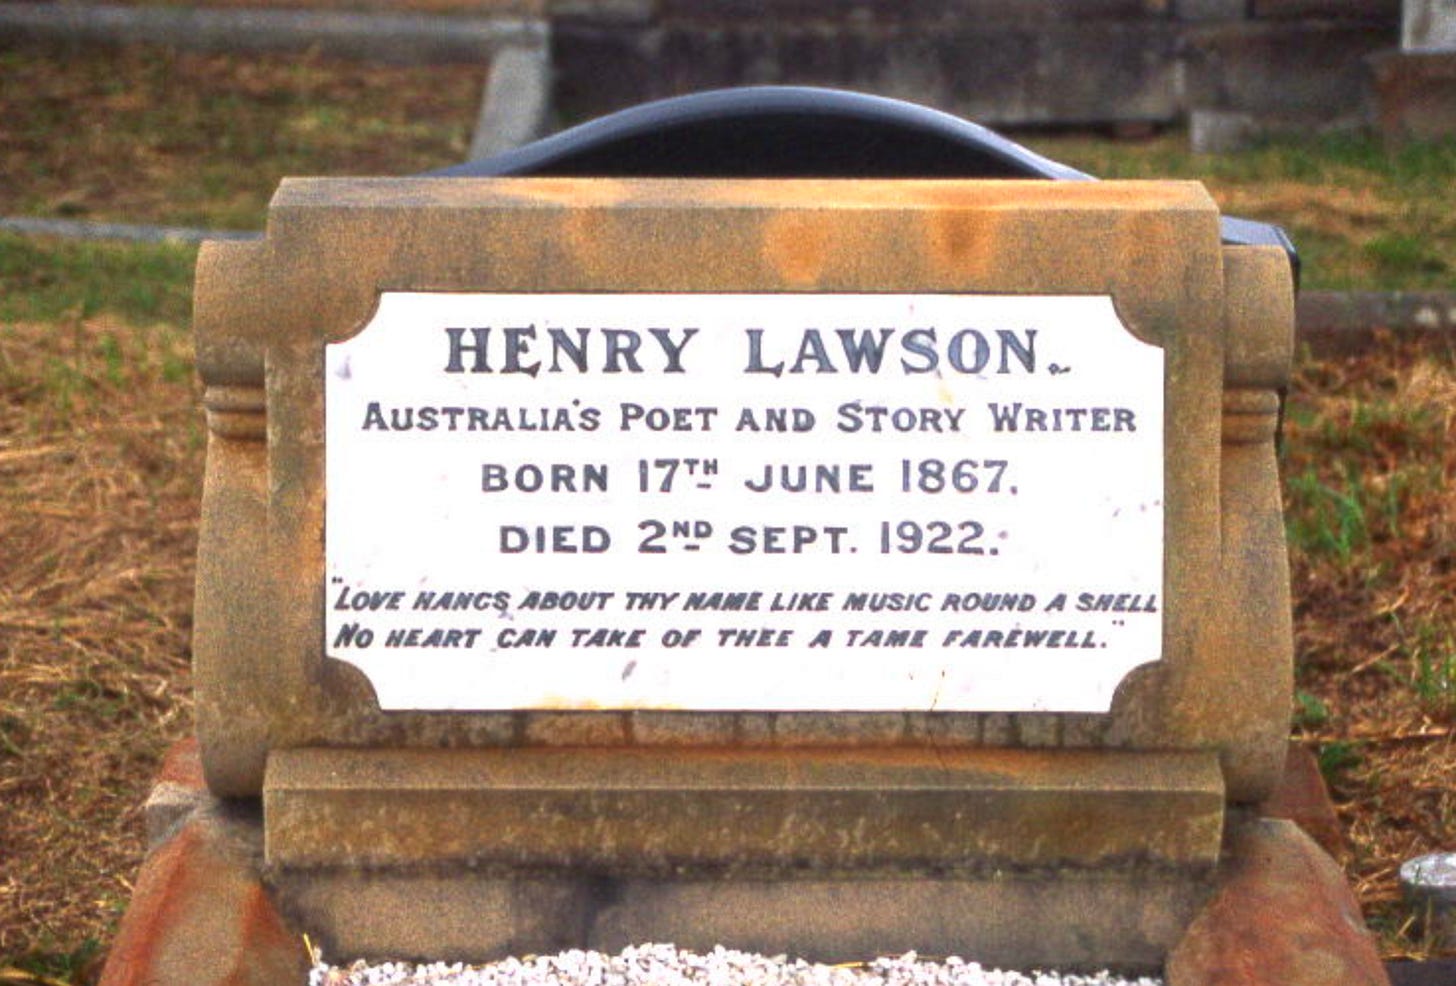 HENRY LAWSON.
AUSTRALIA'S POET AND STORY WRITER
BORN 17TH JUNE 1867.
DIED 2ND SEPT. 1922.
"LOVE HANGS ABOUT THY NAME LIKE MUSIC ROUND A SHELL
NO HEART CAN TAKE OF THEE A TAME FAREWELL."